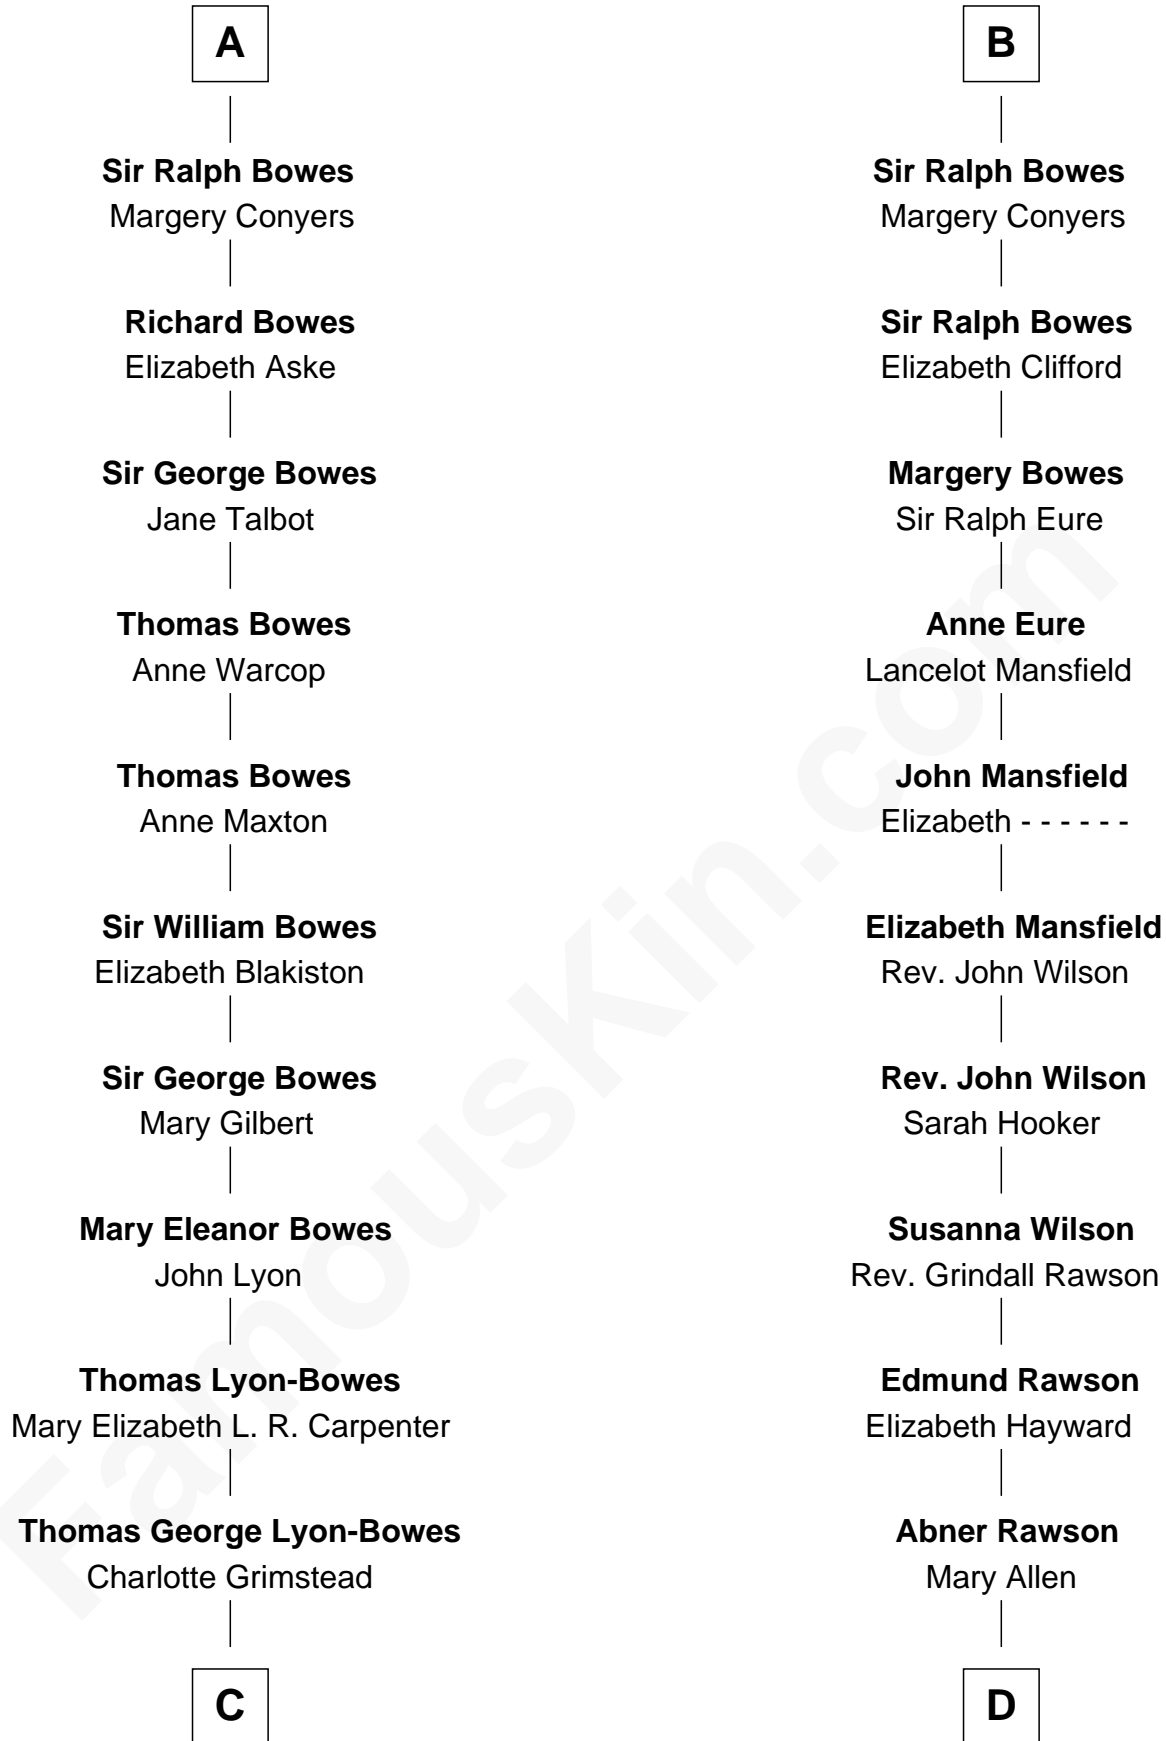 A
Sir Ralph Bowes
Margery Conyers
Richard Bowes
Elizabeth Aske
Sir George Bowes
Jane Talbot
Thomas Bowes
Anne Warcop
Thomas Bowes
Anne Maxton
Sir William Bowes
Elizabeth Blakiston
Sir George Bowes
Mary Gilbert
Mary Eleanor Bowes
John Lyon
Thomas Lyon-Bowes
Mary Elizabeth L. R. Carpenter
Thomas George Lyon-Bowes
Charlotte Grimstead
C
B
Sir Ralph Bowes
Margery Conyers
Sir Ralph Bowes
Elizabeth Clifford
Margery Bowes
Sir Ralph Eure
Anne Eure
Lancelot Mansfield
John Mansfield
Elizabeth - - - - - -
Elizabeth Mansfield
Rev. John Wilson
Rev. John Wilson
Sarah Hooker
Susanna Wilson
Rev. Grindall Rawson
Edmund Rawson
Elizabeth Hayward
Abner Rawson
Mary Allen
D
FamousKin.com